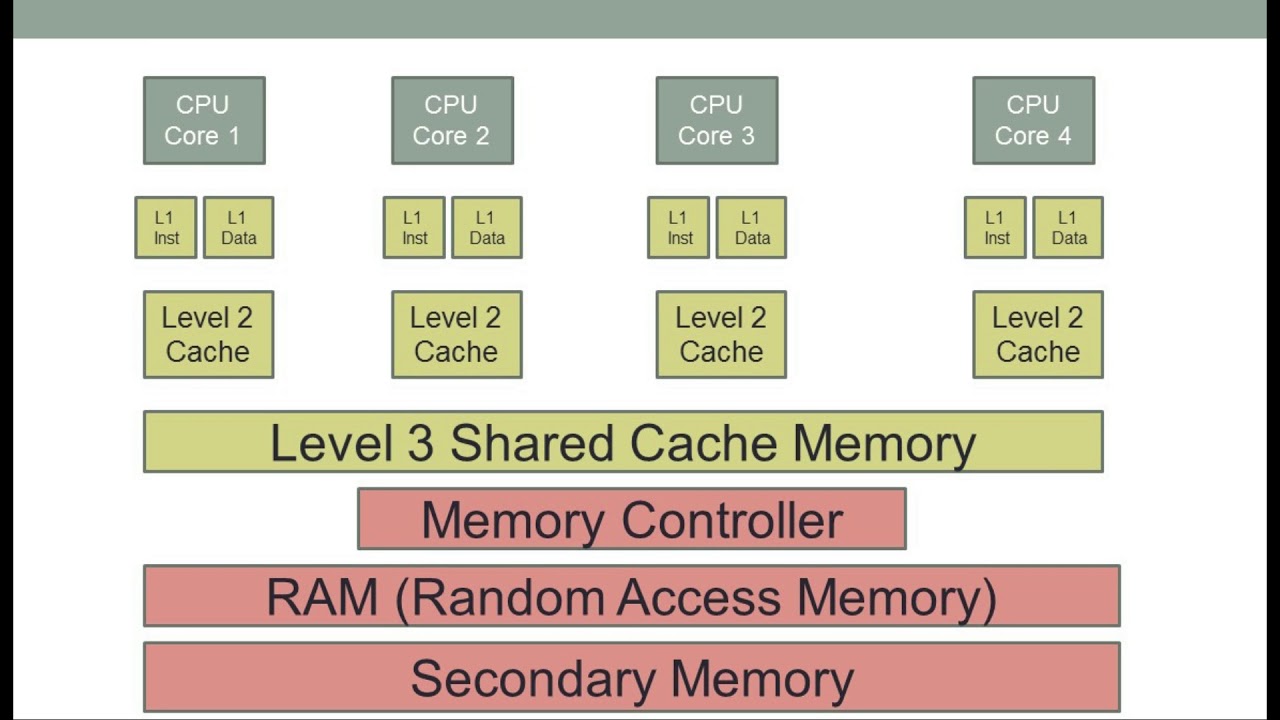 CPU
Core 1
CPU
Core 2
CPU
Core 3
CPU
Core 4
L1
Inst
L1
Data
L1
Inst
L1
Data
L1
Inst
L1
Data
L1
Inst
L1
Data
Level 2
Cache
Level 2
Cache
Level 2
Cache
Level 2
Cache
Level 3 Shared Cache Memory
Memory Controller
RAM (Random Access Memory)
Secondary Memory